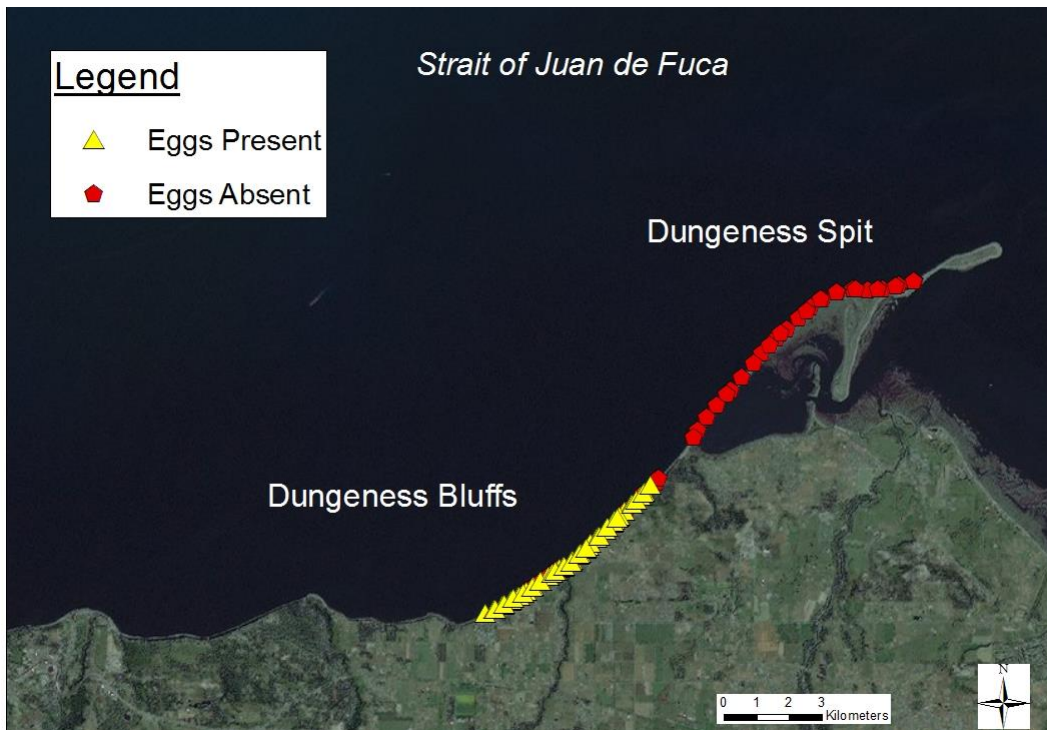 Strait of Juan de Fuca
Legend
Eggs Present
Eggs Absent
Dungeness Spit
Dungeness Bluffs
0 1 2 3
Kilometers
N